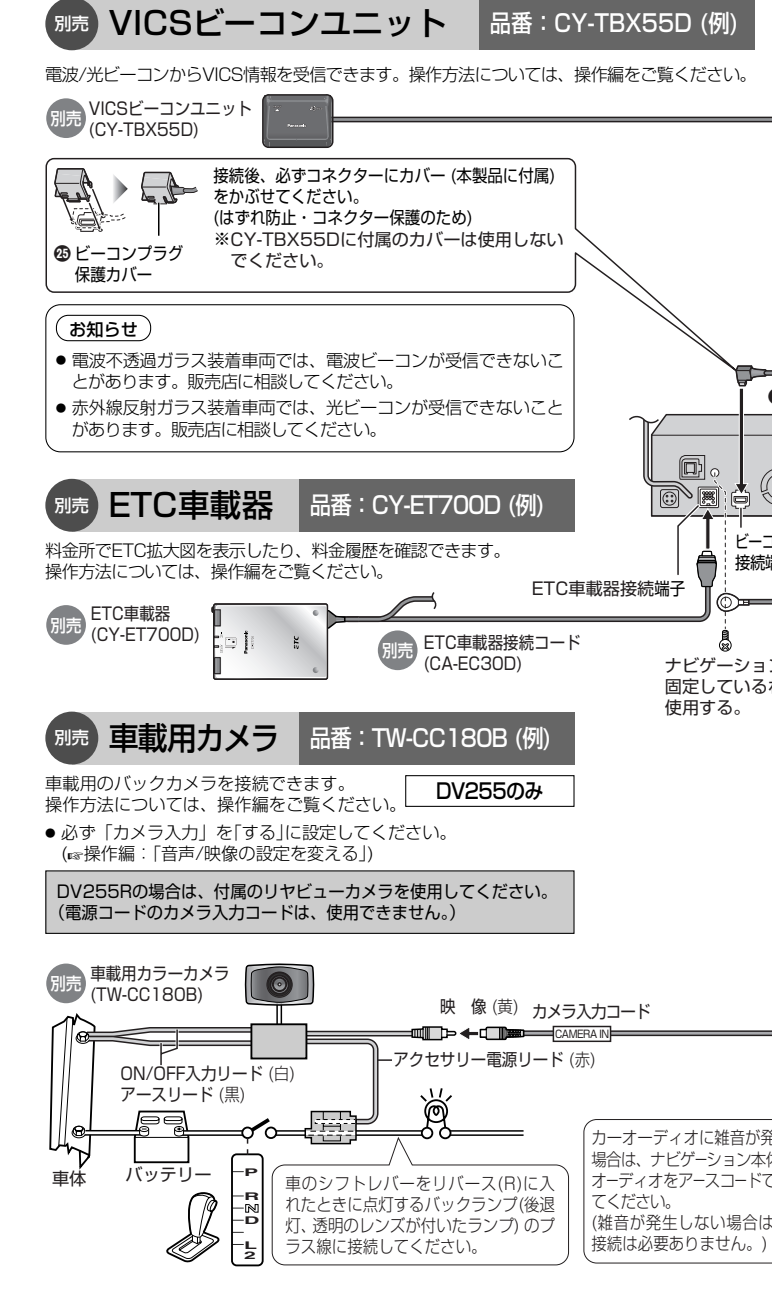 別売 VICSビーコンユニット 品番：CY-TBX55D (例)
電波/光ビーコンからVICS情報を受信できます。操作方法については、操作編をご覧ください。
別売 VICSビーコンユニット
(CY-TBX55D)
Panasonic
接続後、必ずコネクターにカバー (本製品に付属)
をかぶせてください。
(はずれ防止・コネクター保護のため)
※CY-TBX55Dに付属のカバーは使用しない
でください。
㉕ ビーコンプラグ
保護カバー
お知らせ
● 電波不透過ガラス装着車両では、電波ビーコンが受信できないこ
とがあります。販売店に相談してください。
● 赤外線反射ガラス装着車両では、光ビーコンが受信できないこと
があります。販売店に相談してください。
別売 ETC車載器 品番：CY-ET700D (例)
料金所でETC拡大図を表示したり、料金履歴を確認できます。
操作方法については、操作編をご覧ください。
別売 ETC車載器
(CY-ET700D)
Panasonic
ETC
別売 ETC車載器接続コード
(CA-EC30D)
ETC車載器接続端子
ビーコ
接続端
ナビゲーション
固定しているネ
使用する。
別売 車載用カメラ 品番：TW-CC180B (例)
車載用のバックカメラを接続できます。
操作方法については、操作編をご覧ください。
DV255のみ
● 必ず「カメラ入力」を「する」に設定してください。
(☞操作編：「音声/映像の設定を変える」)
DV255Rの場合は、付属のリヤビューカメラを使用してください。
(電源コードのカメラ入力コードは、使用できません。)
別売 車載用カラーカメラ
(TW-CC180B)
映 像 (黄) カメラ入力コード
CAMERA IN
アクセサリー電源リード (赤)
ON/OFF入力リード (白)
アースリード (黒)
車体
バッテリー
P
R
N
D
L
2
車のシフトレバーをリバース(R)に入
れたときに点灯するバックランプ(後退
灯、透明のレンズが付いたランプ) のプ
ラス線に接続してください。
カーオーディオに雑音が発
場合は、ナビゲーション本体
オーディオをアースコードで
てください。
(雑音が発生しない場合は
接続は必要ありません。)